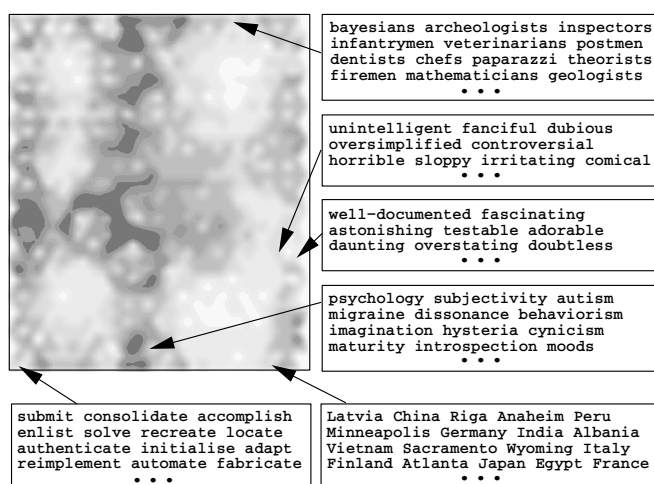 bayesians archeologists inspectors
infantrymen veterinarians postmen
dentists chefs paparazzi theorists
firemen mathematicians geologists
• • •
unintelligent fanciful dubious
oversimplified controversial
horrible sloppy irritating comical
• • •
well-documented fascinating
astonishing testable adorable
daunting overstating doubtless
• • •
psychology subjectivity autism
migraine dissonance behaviorism
imagination hysteria cynicism
maturity introspection moods
• • •
submit consolidate accomplish
enlist solve recreate locate
authenticate initialise adapt
reimplement automate fabricate
• • •
Latvia China Riga Anaheim Peru
Minneapolis Germany India Albania
Vietnam Sacramento Wyoming Italy
Finland Atlanta Japan Egypt France
• • •